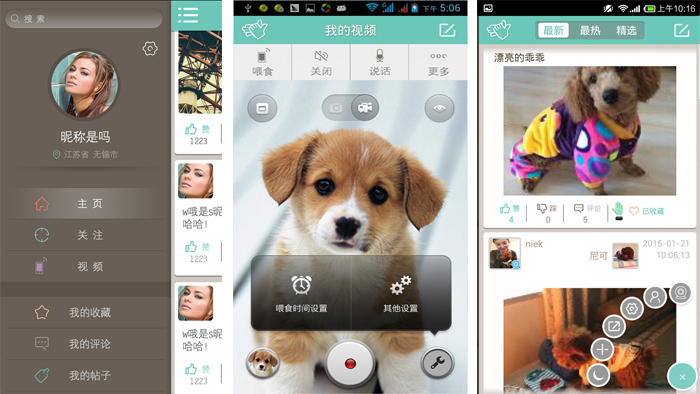 搜 索
昵称是吗
江苏省 无锡市
主 页
关 注
视 频
我的收藏
我的评论
我的帖子
赞
1223
w哦是s昵
哈哈!
赞
1223
w哦是s昵
哈哈!
赞
1223
下午 5:06
我的视频
喂食
关闭
说话
更多
喂食时间设置
其他设置
上午10:16
最新
最热
精选
漂亮的乖乖
赞
4
踩
0
评论
5
已收藏
niek
尼可
2015-01-21
10:06:13